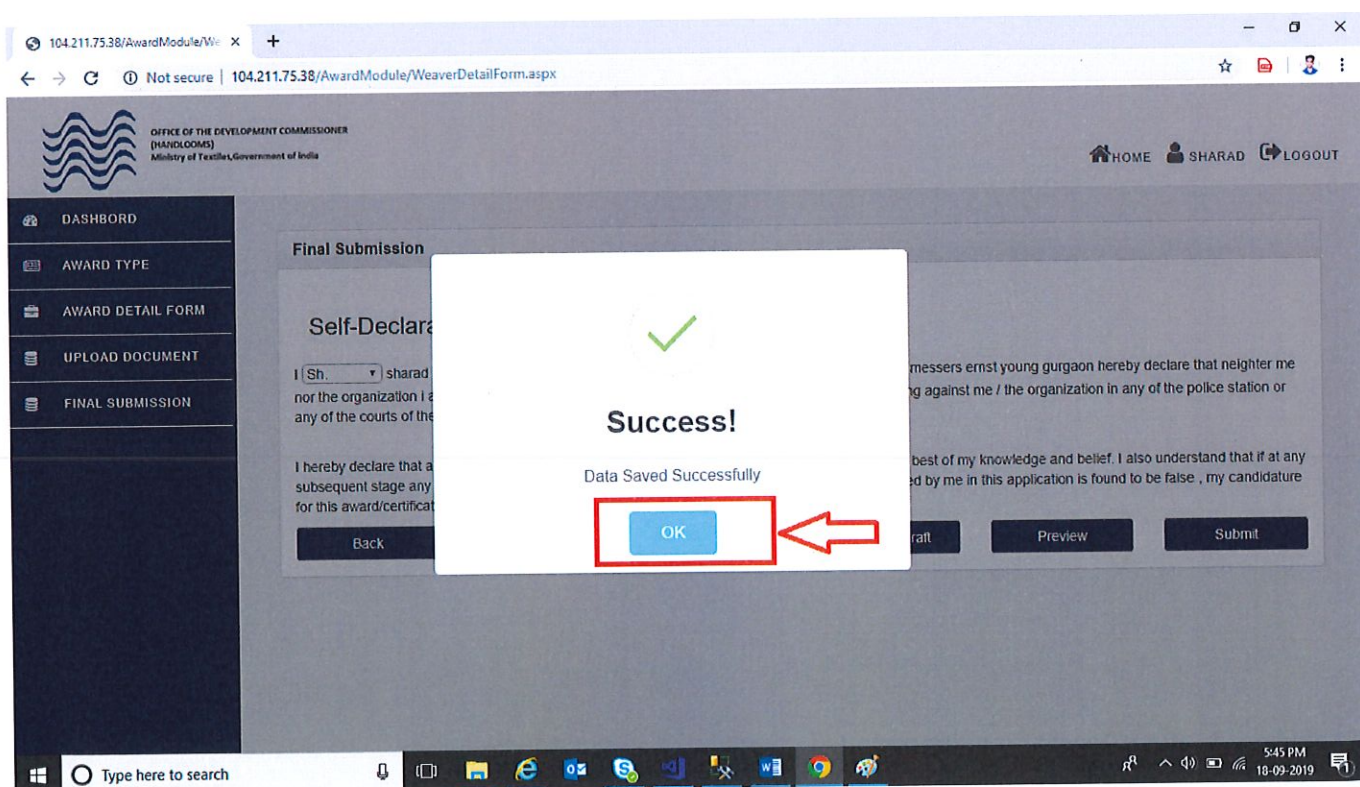 104.211.75.38/AwardModule/We
Not secure | 104.211.75.38/AwardModule/WeaverDetailForm.aspx
OFFICE OF THE DEVELOPMENT COMMISSIONER
(HANDLOOMS)
Ministry of Textiles,Government of India
HOME SHARAD LOGOUT
DASHBORD
AWARD TYPE
AWARD DETAIL FORM
UPLOAD DOCUMENT
FINAL SUBMISSION
Final Submission
Self-Declara
I Sh. sharad messers ernst young gurgaon hereby declare that neighter me
nor the organization i a ng against me / the organization in any of the police station or
any of the courts of the
I hereby declare that a best of my knowledge and belief. I also understand that if at any
subsequent stage any ed by me in this application is found to be false , my candidature
for this award/certificat
Success!
Data Saved Successfully
OK
Back raft Preview Submit
Type here to search
5:45 PM
18-09-2019